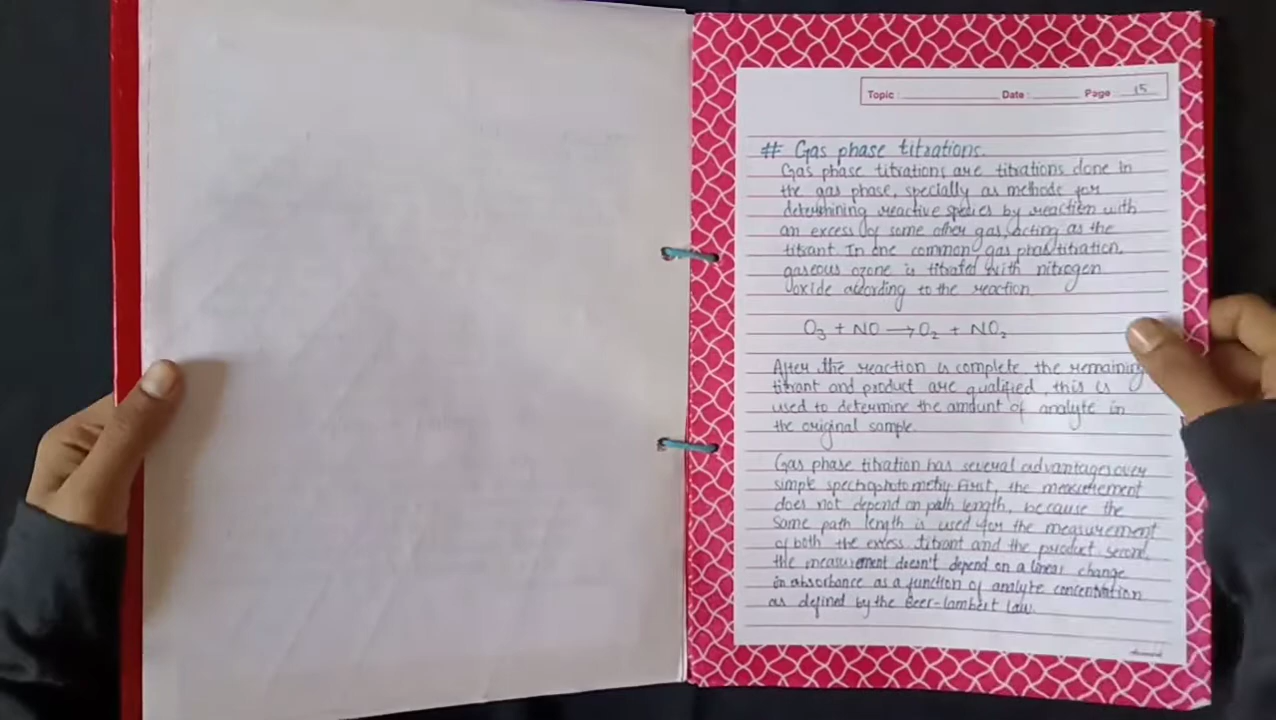 Topic : Date : Page 15
# Gas phase titrations.
Gas phase titrations are titrations done in
the gas phase, specially as methods for
determining reactive species by reaction with
an excess of some other gas, acting as the
titrant. In one common gas phas titration,
gaseous ozone is titrated with nitrogen
oxide according to the reaction.
O₃ + NO ⟶ O₂ + NO₂
After the reaction is complete, the remaining
titrant and product are qualified, this is
used to determine the amount of analyte in
the original sample.
Gas phase titration has several advantages over
simple spectrophotometry. First, the measurement
does not depend on path length, because the
same path length is used for the measurement
of both the excess titrant and the product. second,
the measurement doesn't depend on a linear change
in absorbance as a function of analyte concentration
as defined by the Beer-Lambert law.